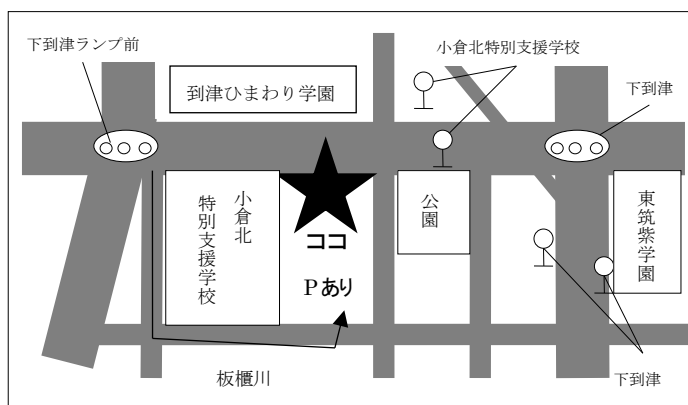 下到津ランプ前
小倉北特別支援学校
到津ひまわり学園
下到津
小倉北
特別支援学校
ココ
Pあり
公園
東筑紫学園
板櫃川
下到津